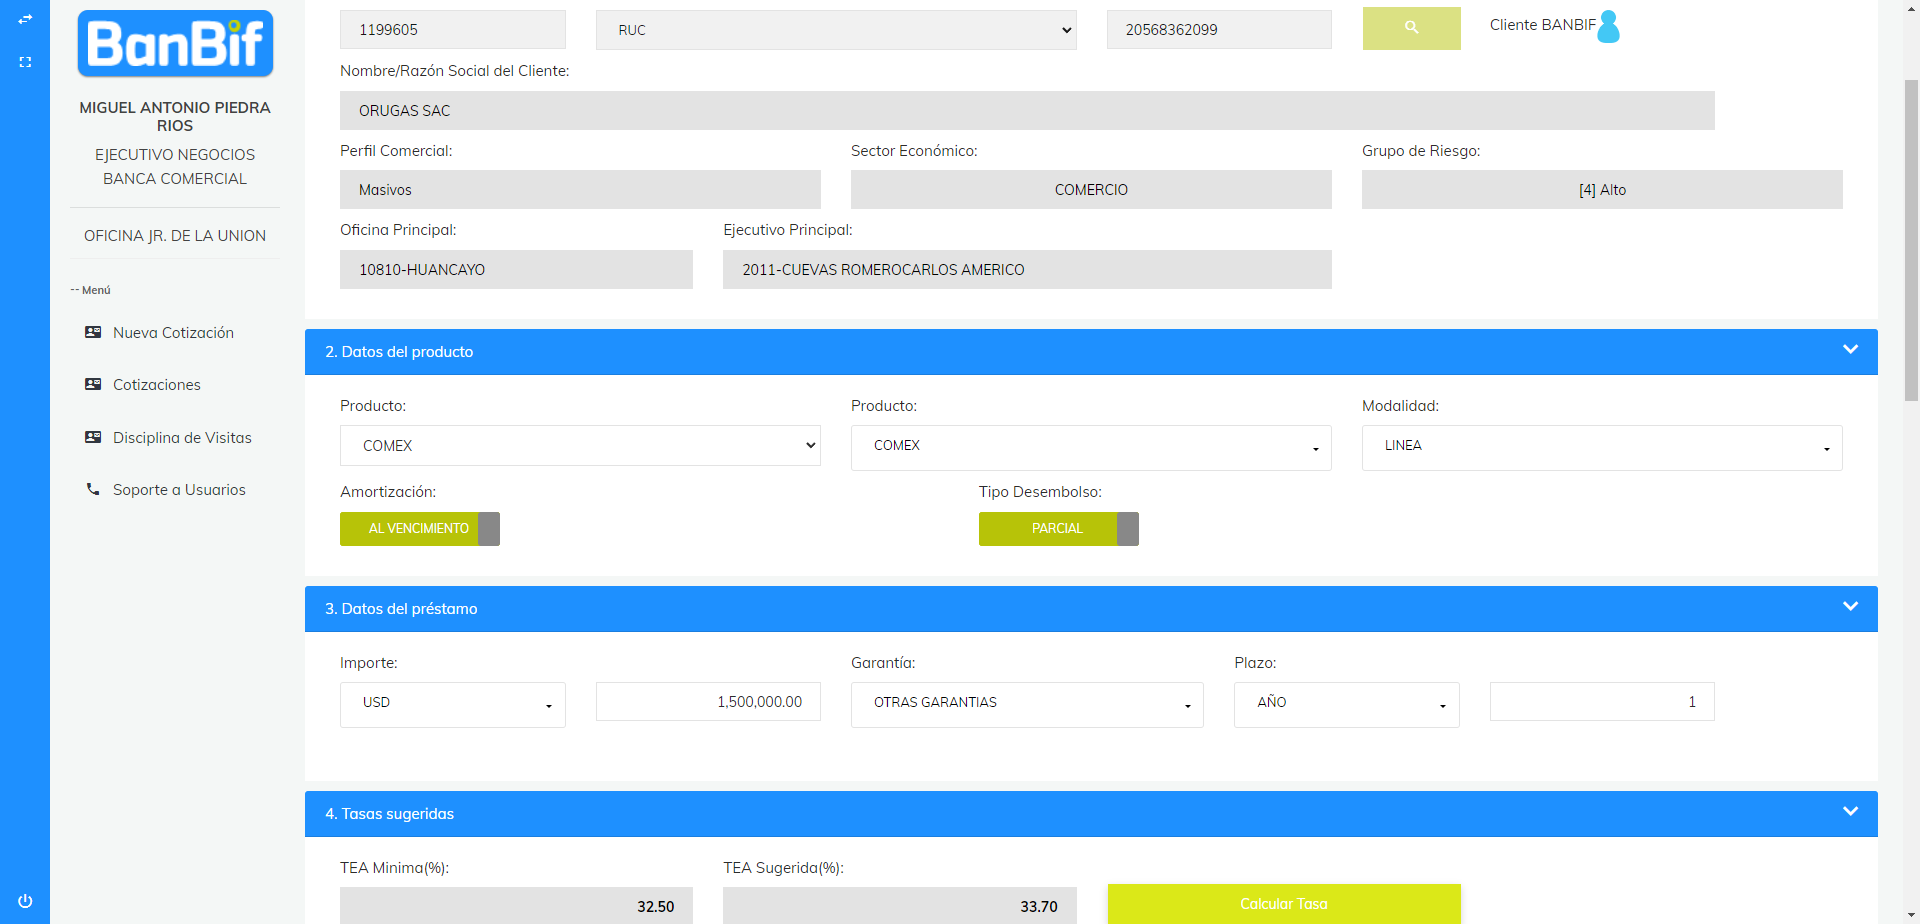 BanBif
MIGUEL ANTONIO PIEDRA
RIOS
EJECUTIVO NEGOCIOS
BANCA COMERCIAL
OFICINA JR. DE LA UNION
-- Menú
Nueva Cotización
Cotizaciones
Disciplina de Visitas
Soporte a Usuarios
1199605 RUC 20568362099 Cliente BANBIF
Nombre/Razón Social del Cliente:
ORUGAS SAC
Perfil Comercial: Sector Económico: Grupo de Riesgo:
Masivos COMERCIO [4] Alto
Oficina Principal: Ejecutivo Principal:
10810-HUANCAYO 2011-CUEVAS ROMEROCARLOS AMERICO
2. Datos del producto
Producto: Producto: Modalidad:
COMEX COMEX LINEA
Amortización: Tipo Desembolso:
AL VENCIMIENTO PARCIAL
3. Datos del préstamo
Importe: Garantía: Plazo:
USD 1,500,000.00 OTRAS GARANTIAS AÑO 1
4. Tasas sugeridas
TEA Minima(%): TEA Sugerida(%):
32.50 33.70 Calcular Tasa